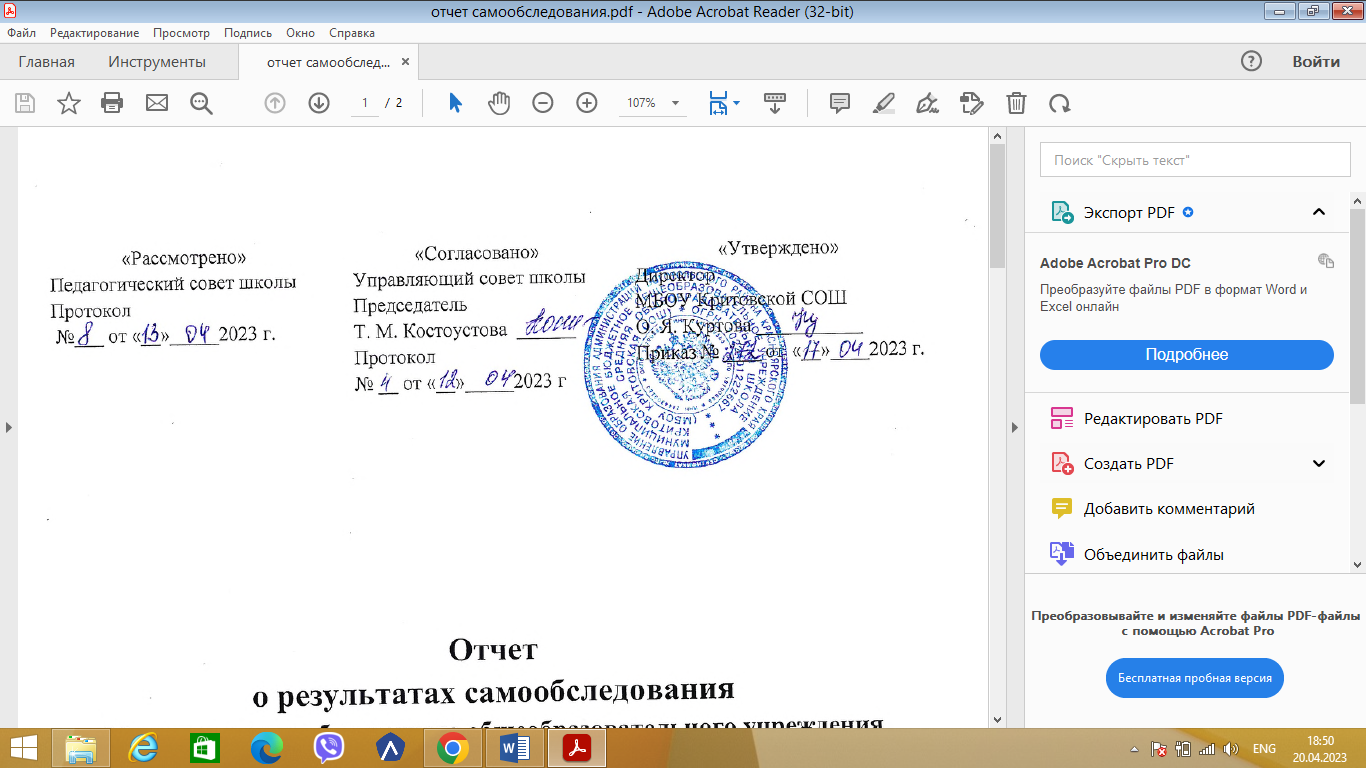 отчет самообследования.pdf - Adobe Acrobat Reader (32-bit)
Файл Редактирование Просмотр Подпись Окно Справка
Главная Инструменты отчет самообслед... × Войти
1 / 2 107%
«Рассмотрено»
Педагогический совет школы
Протокол
№ 8 от «13» 04 2023 г.
«Согласовано»
Управляющий совет школы
Председатель
Т. М. Костоустова
Протокол
№ 4 от «12» 04 2023 г
«Утверждено»
Директор
МБОУ Критовской СОШ
О. Я. Куртова
Приказ № от «17» 04 2023 г.
Отчет
о результатах самообследования
общеобразовательного учреждения
Поиск "Скрыть текст"
Экспорт PDF
Adobe Acrobat Pro DC
Преобразуйте файлы PDF в формат Word и
Excel онлайн
Подробнее
Редактировать PDF
Создать PDF
Добавить комментарий
Объединить файлы
Преобразовывайте и изменяйте файлы PDF-файлы
с помощью Acrobat Pro
Бесплатная пробная версия
ENG
18:50
20.04.2023